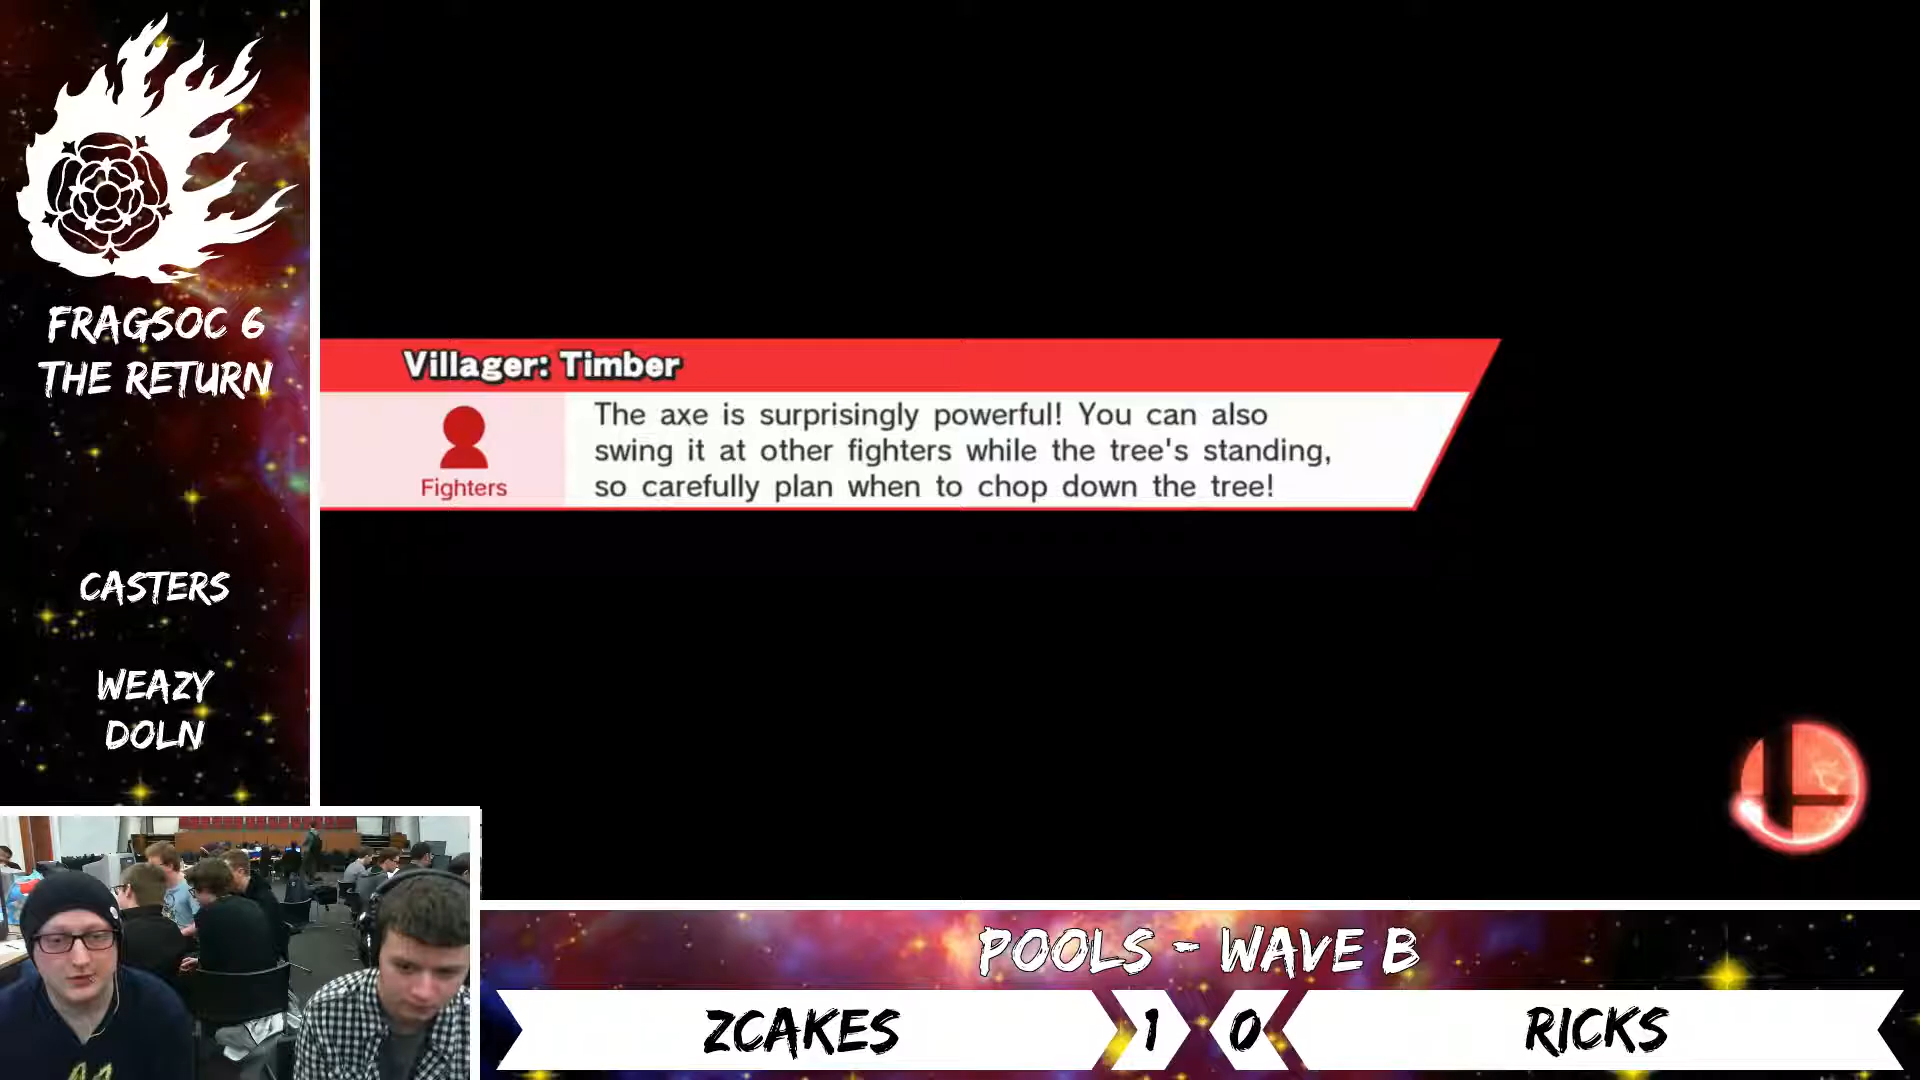 FRAGSOC 6
THE RETURN
CASTERS
WEAZY
DOLN
Villager: Timber
Fighters
The axe is surprisingly powerful! You can also
swing it at other fighters while the tree's standing,
so carefully plan when to chop down the tree!
POOLS - WAVE B
ZCAKES 1 0 RICKS